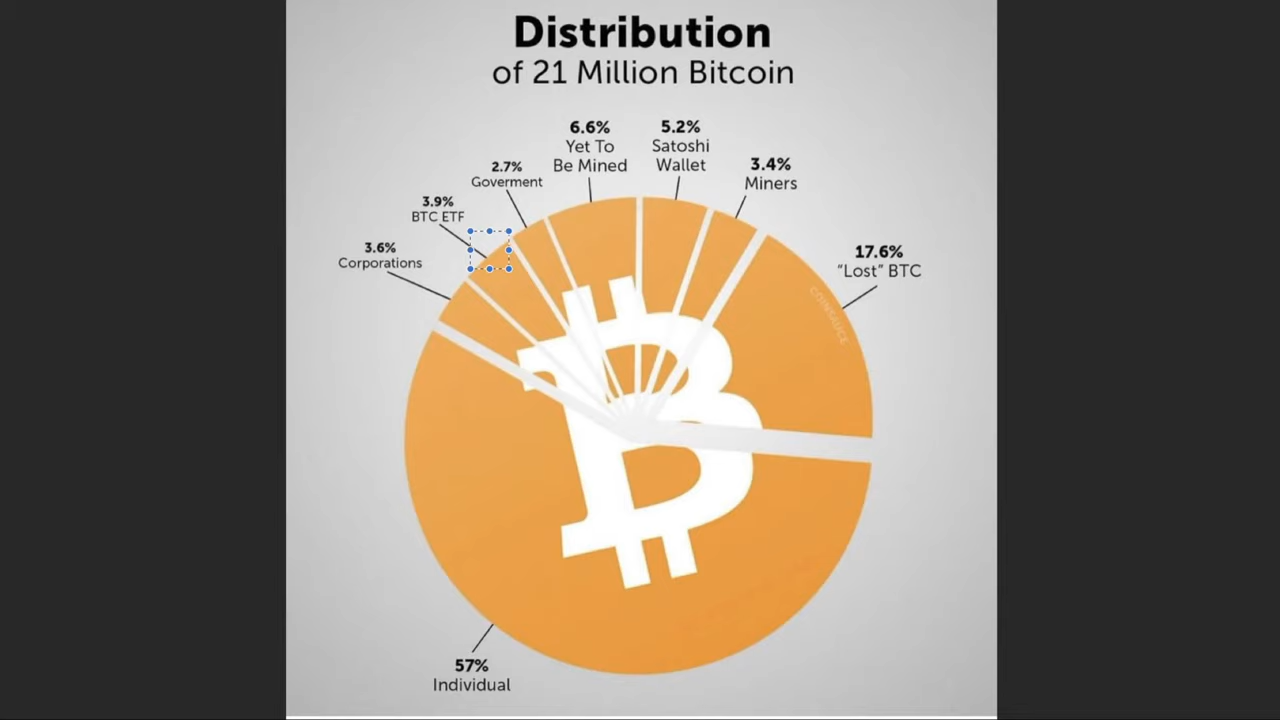 Distribution
of 21 Million Bitcoin
6.6%
Yet To
Be Mined
5.2%
Satoshi
Wallet
2.7%
Goverment
3.4%
Miners
3.9%
BTC ETF
3.6%
Corporations
17.6%
“Lost” BTC
COINSAUCE
57%
Individual